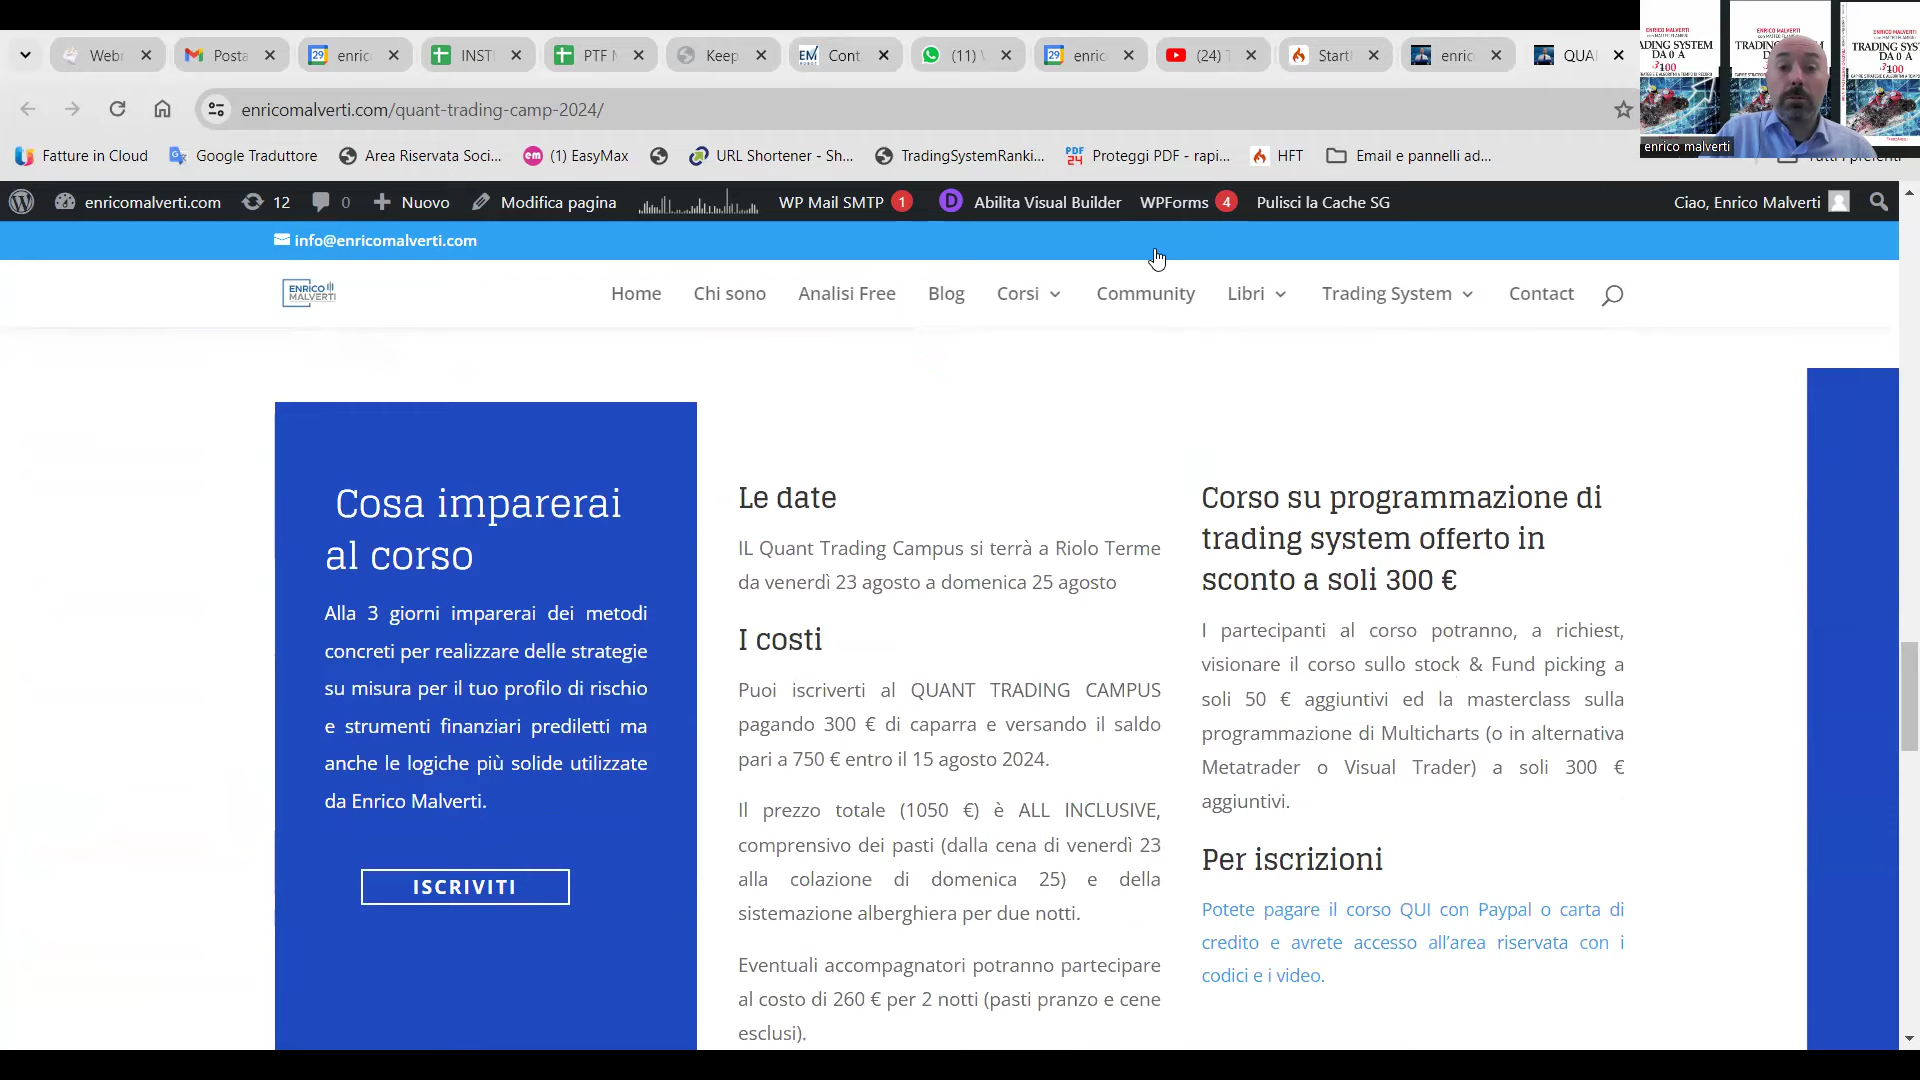 Webr
Posta
enric
INST
PTF N
Keep
EM
Cont
(11) \
enric
(24) T
Start
enric
QUA
enricomalverti.com/quant-trading-camp-2024/
Fatture in Cloud
Google Traduttore
Area Riservata Soci...
em
(1) EasyMax
URL Shortener - Sh...
TradingSystemRanki...
PDF
24
Proteggi PDF - rapi...
HFT
Email e pannelli ad...
ENRICO MALVERTI
TRADING SYST
DA 0 A
3100
enrico malverti
enricomalverti.com
12
0
Nuovo
Modifica pagina
WP Mail SMTP 1
D
Abilita Visual Builder
WPForms 4
Pulisci la Cache SG
Ciao, Enrico Malverti
info@enricomalverti.com
ENRICO
MALVERTI
Home
Chi sono
Analisi Free
Blog
Corsi
Community
Libri
Trading System
Contact
Cosa imparerai
al corso
Alla 3 giorni imparerai dei metodi
concreti per realizzare delle strategie
su misura per il tuo profilo di rischio
e strumenti finanziari prediletti ma
anche le logiche più solide utilizzate
da Enrico Malverti.
ISCRIVITI
Le date
IL Quant Trading Campus si terrà a Riolo Terme
da venerdì 23 agosto a domenica 25 agosto
I costi
Puoi iscriverti al QUANT TRADING CAMPUS
pagando 300 € di caparra e versando il saldo
pari a 750 € entro il 15 agosto 2024.
Il prezzo totale (1050 €) è ALL INCLUSIVE,
comprensivo dei pasti (dalla cena di venerdì 23
alla colazione di domenica 25) e della
sistemazione alberghiera per due notti.
Eventuali accompagnatori potranno partecipare
al costo di 260 € per 2 notti (pasti pranzo e cene
esclusi).
Corso su programmazione di
trading system offerto in
sconto a soli 300 €
I partecipanti al corso potranno, a richiest,
visionare il corso sullo stock & Fund picking a
soli 50 € aggiuntivi ed la masterclass sulla
programmazione di Multicharts (o in alternativa
Metatrader o Visual Trader) a soli 300 €
aggiuntivi.
Per iscrizioni
Potete pagare il corso QUI con Paypal o carta di
credito e avrete accesso all'area riservata con i
codici e i video.